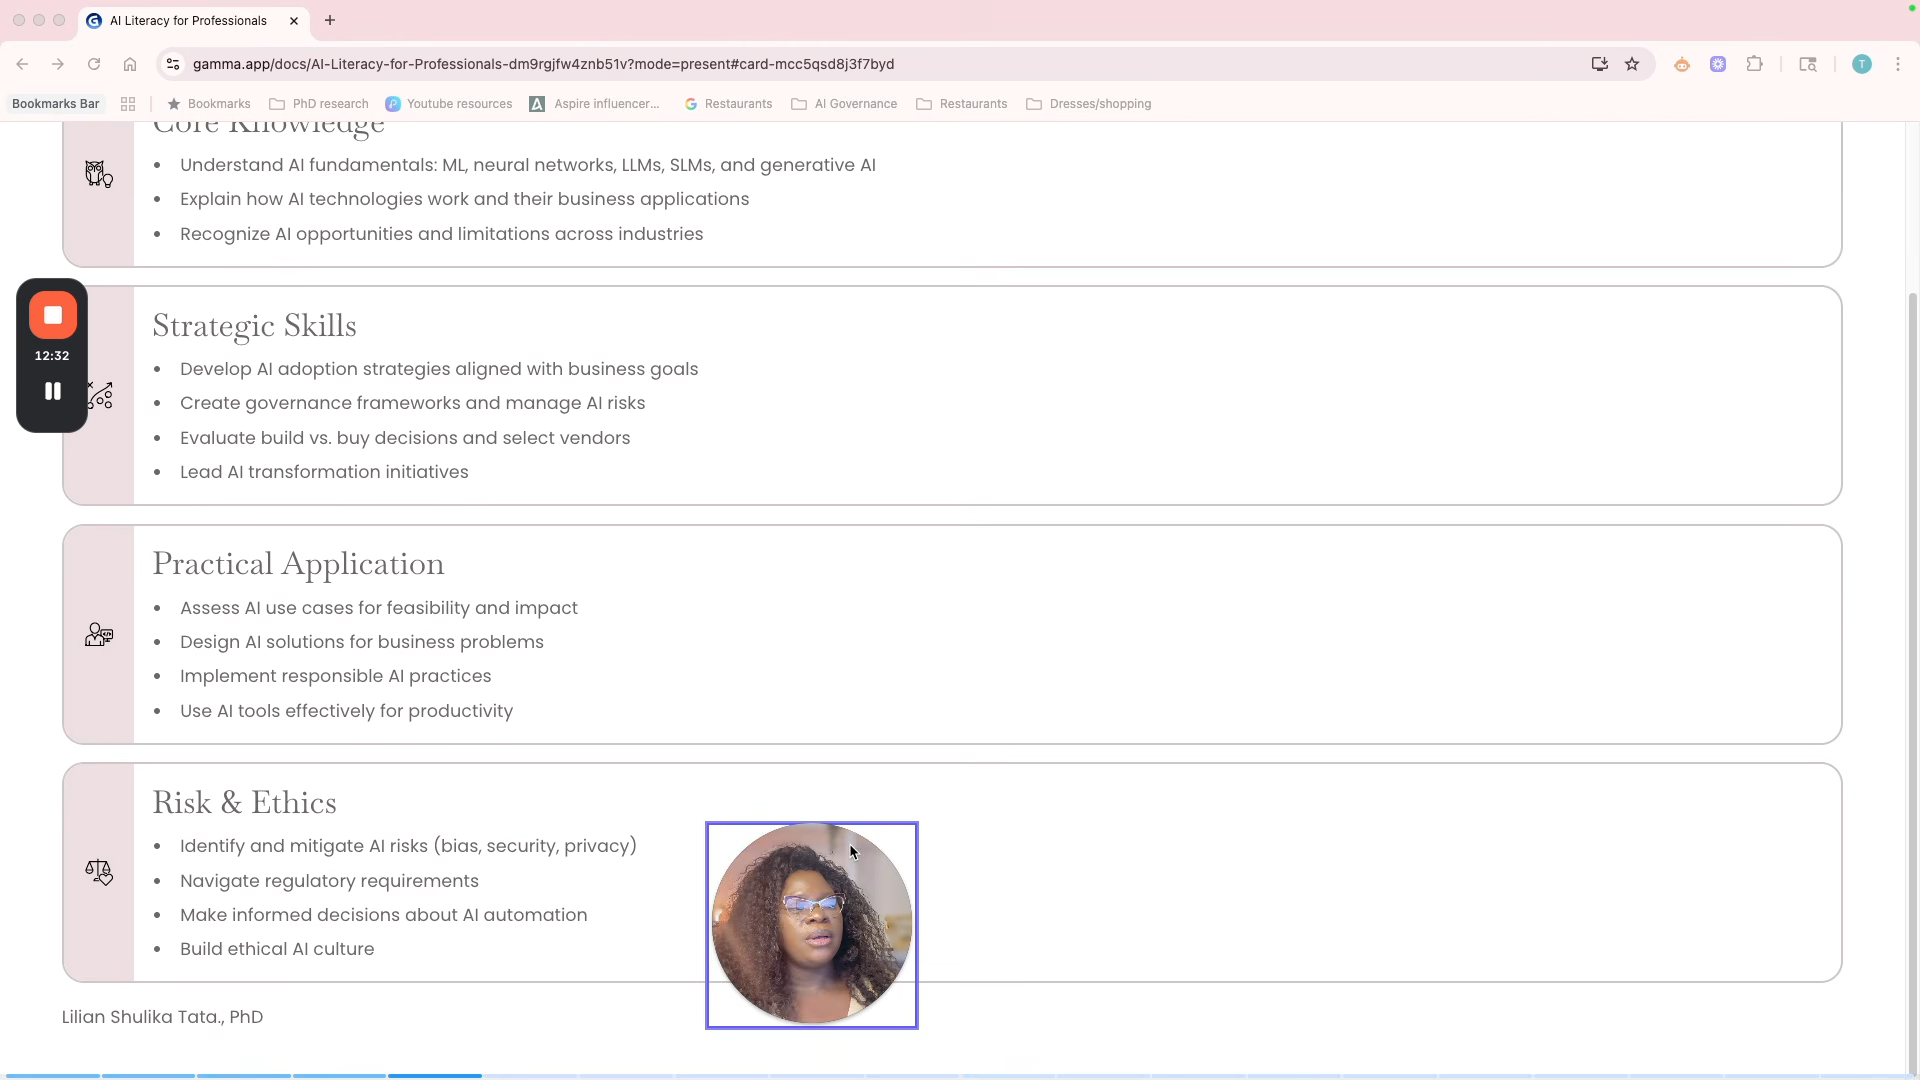 AI Literacy for Professionals
gamma.app/docs/AI-Literacy-for-Professionals-dm9rgjfw4znb51v?mode=present#card-mcc5qsd8j3f7byd
T
Bookmarks Bar
Bookmarks
PhD research
Youtube resources
Aspire influencer...
Restaurants
AI Governance
Restaurants
Dresses/shopping
Core Knowledge
• Understand AI fundamentals: ML, neural networks, LLMs, SLMs, and generative AI
• Explain how AI technologies work and their business applications
• Recognize AI opportunities and limitations across industries
12:32
Strategic Skills
• Develop AI adoption strategies aligned with business goals
• Create governance frameworks and manage AI risks
• Evaluate build vs. buy decisions and select vendors
• Lead AI transformation initiatives
Practical Application
• Assess AI use cases for feasibility and impact
• Design AI solutions for business problems
• Implement responsible AI practices
• Use AI tools effectively for productivity
Risk & Ethics
• Identify and mitigate AI risks (bias, security, privacy)
• Navigate regulatory requirements
• Make informed decisions about AI automation
• Build ethical AI culture
Lilian Shulika Tata., PhD